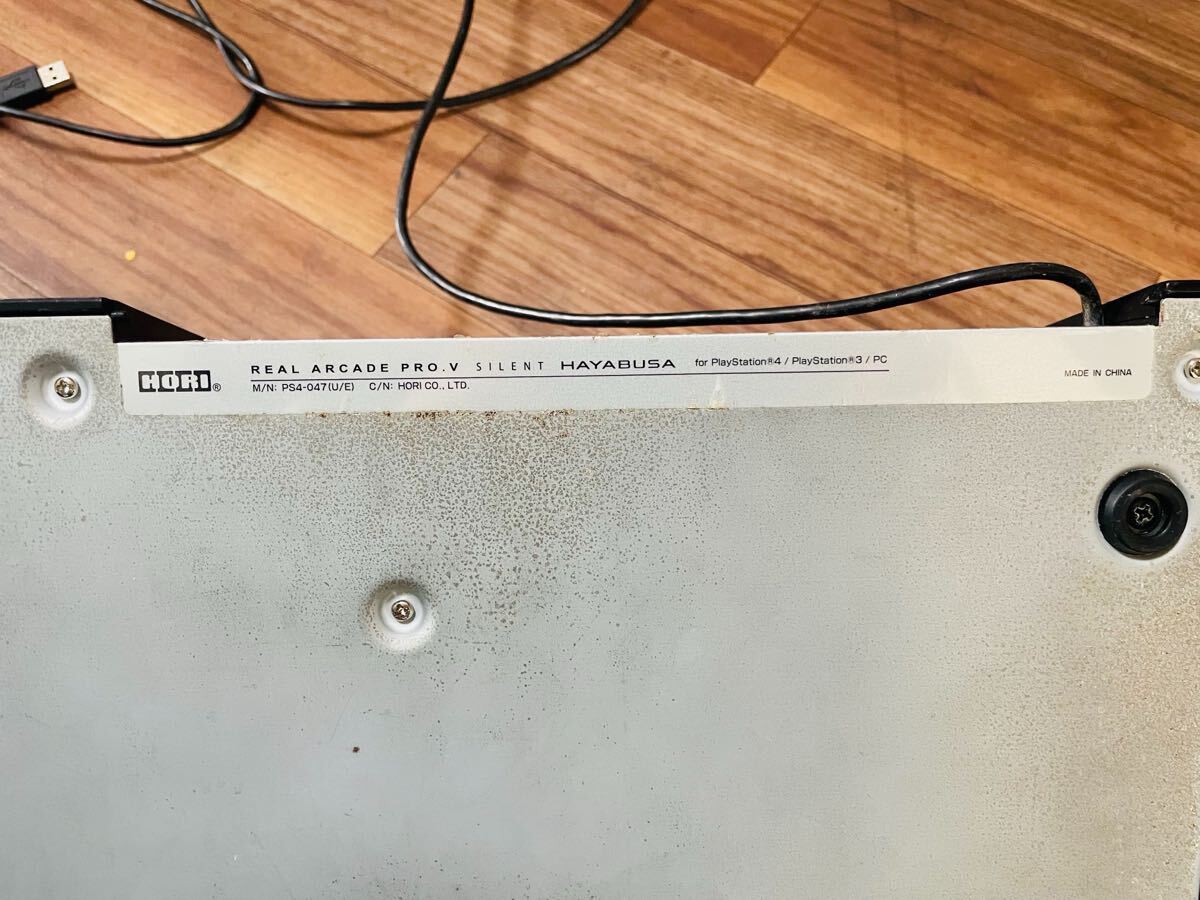 HORI®
REAL ARCADE PRO.V SILENT HAYABUSA for PlayStation®4 / PlayStation®3 / PC
M/N: PS4-047(U/E) C/N: HORI CO., LTD.
MADE IN CHINA